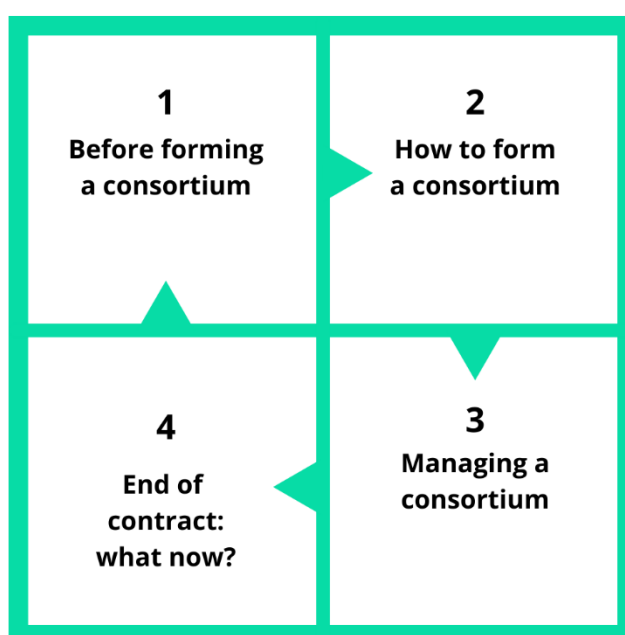 1
Before forming
a consortium
2
How to form
a consortium
3
Managing a
consortium
4
End of
contract:
what now?